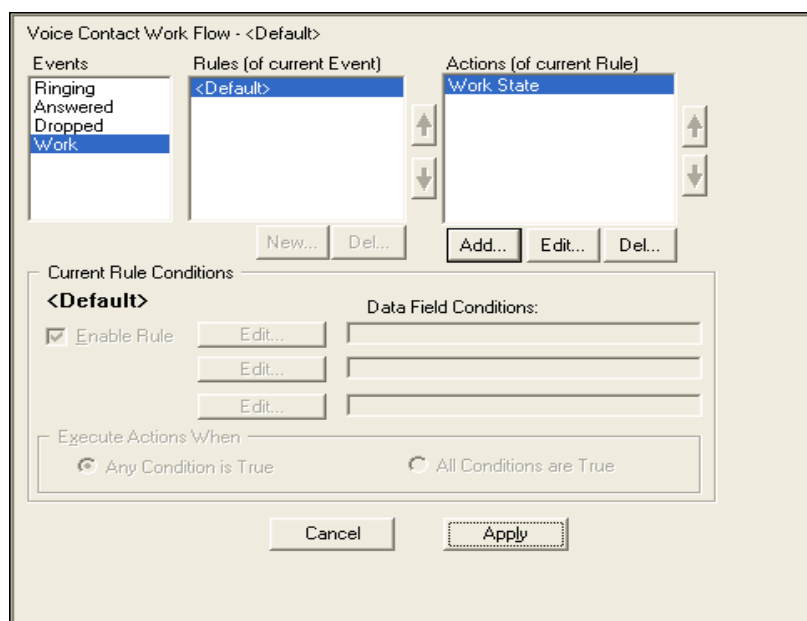 Voice Contact Work Flow - <Default>
Events Rules (of current Event) Actions (of current Rule)
Ringing <Default> Work State
Answered
Dropped
Work
New... Del... Add... Edit... Del...
Current Rule Conditions
<Default> Data Field Conditions:
Enable Rule Edit...
Edit...
Edit...
Execute Actions When
Any Condition is True All Conditions are True
Cancel Apply